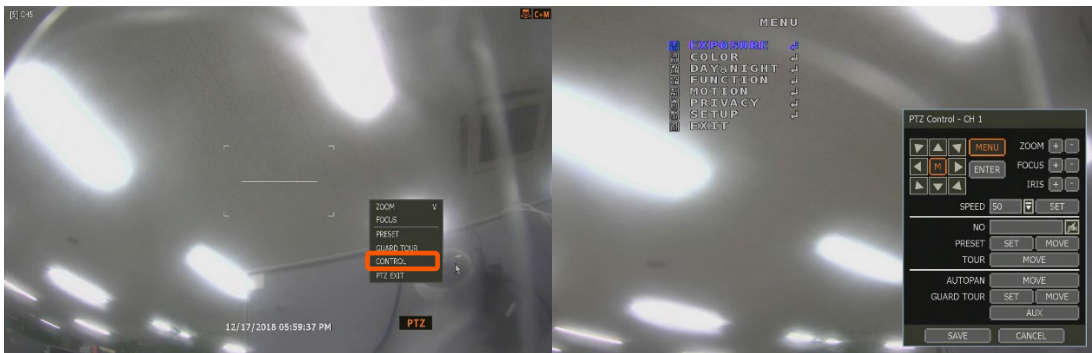 [5] CH5
C+M
ZOOM V
FOCUS
PRESET
GUARD TOUR
CONTROL
PTZ EXIT
12/17/2018 05:59:37 PM
PTZ
MENU
EXPOSURE
COLOR
DAY&NIGHT
FUNCTION
MOTION
PRIVACY
SETUP
EXIT
PTZ Control - CH 1
MENU ZOOM + -
M ENTER FOCUS + -
IRIS + -
SPEED 50 SET
NO
PRESET SET MOVE
TOUR MOVE
AUTOPAN MOVE
GUARD TOUR SET MOVE
AUX
SAVE CANCEL